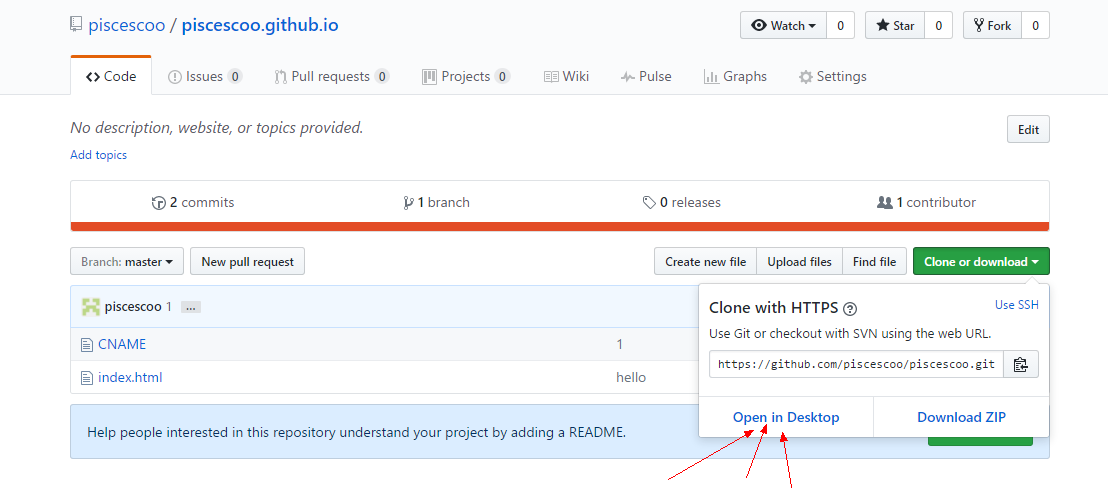 piscescoo / piscescoo.github.io
Watch 0 Star 0 Fork 0
Code Issues 0 Pull requests 0 Projects 0 Wiki Pulse Graphs Settings
No description, website, or topics provided.
Edit
Add topics
2 commits 1 branch 0 releases 1 contributor
Branch: master New pull request Create new file Upload files Find file Clone or download
piscescoo 1 ...
CNAME 1
index.html hello
Clone with HTTPS Use SSH
Use Git or checkout with SVN using the web URL.
https://github.com/piscescoo/piscescoo.git
Open in Desktop Download ZIP
Help people interested in this repository understand your project by adding a README.